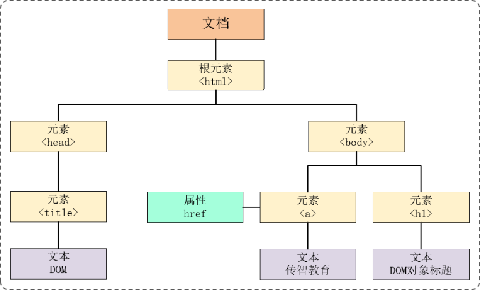 文档
根元素
<html>
元素
<head>
元素
<body>
元素
<title>
属性
href
元素
<a>
元素
<h1>
文本
DOM
文本
传智教育
文本
DOM对象标题